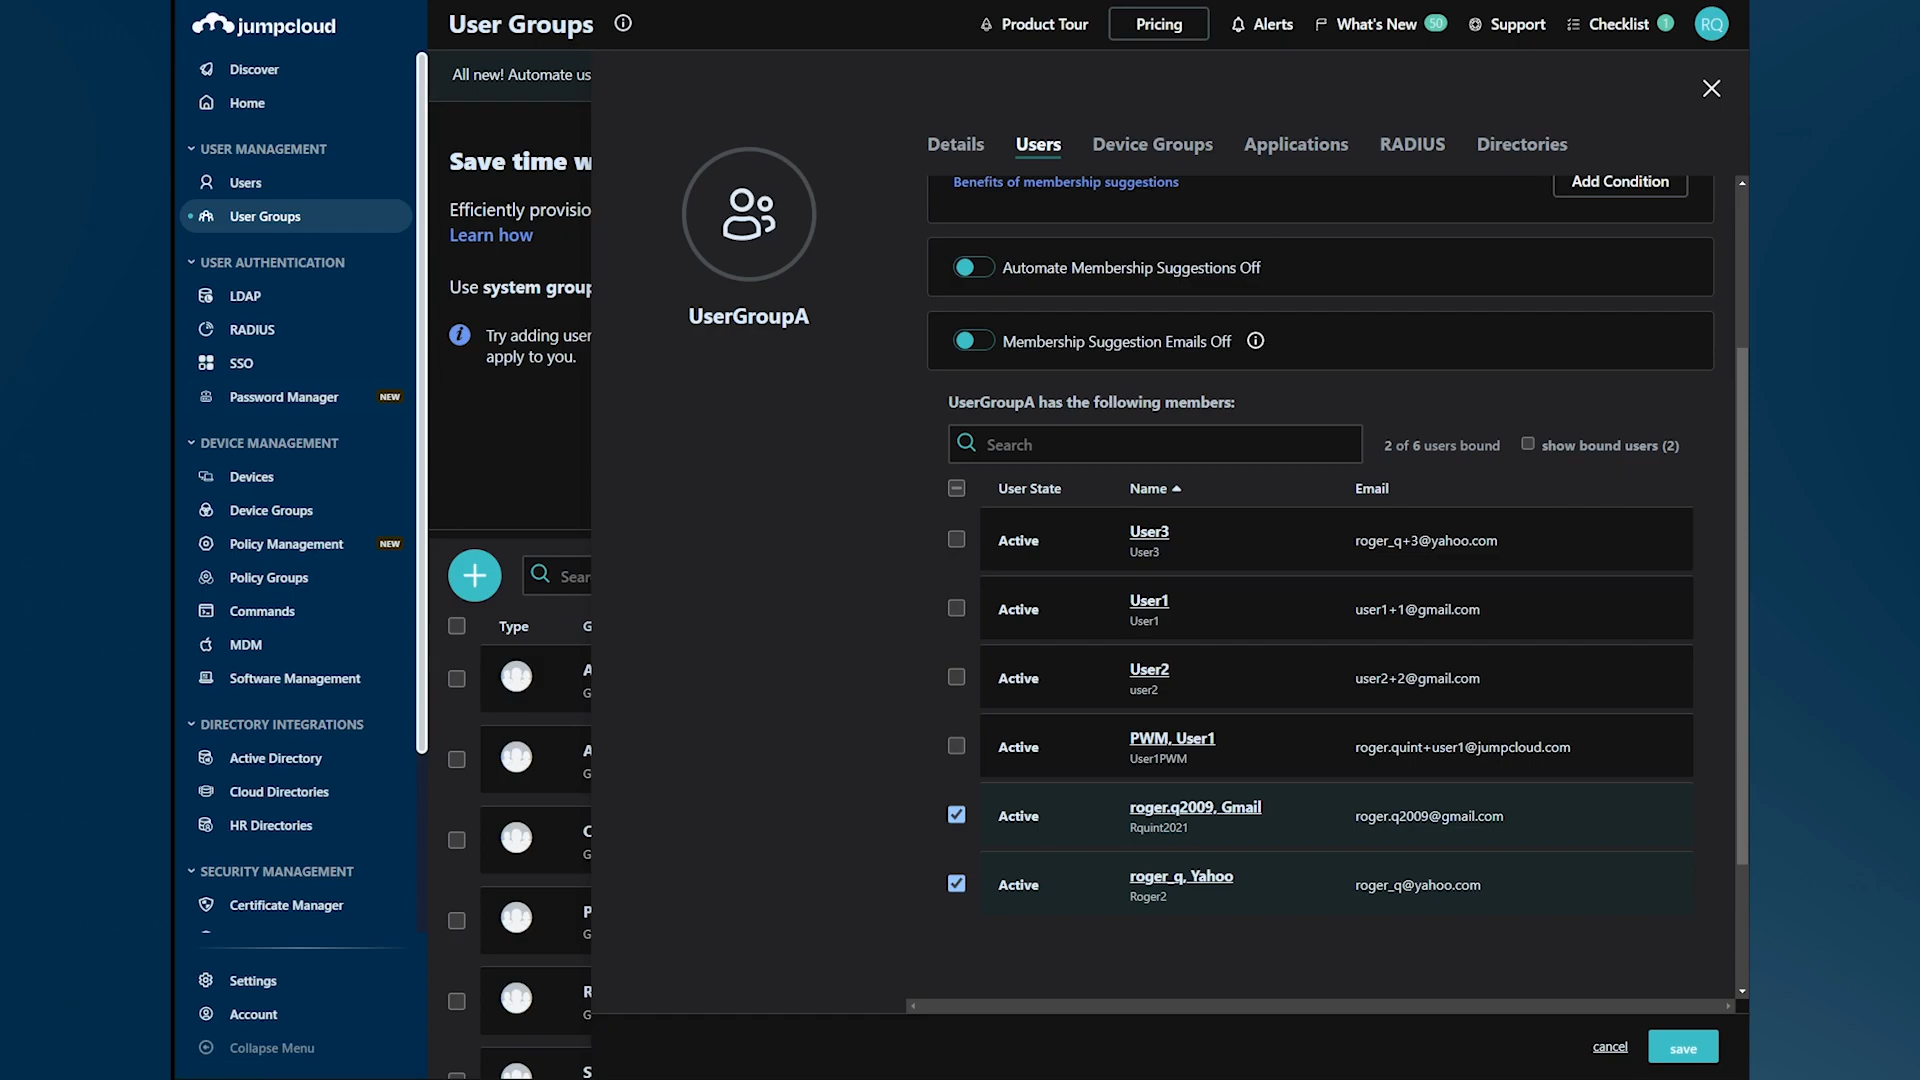 jumpcloud
Discover
Home
USER MANAGEMENT
Users
User Groups
USER AUTHENTICATION
LDAP
RADIUS
SSO
Password Manager NEW
DEVICE MANAGEMENT
Devices
Device Groups
Policy Management NEW
Policy Groups
Commands
MDM
Software Management
DIRECTORY INTEGRATIONS
Active Directory
Cloud Directories
HR Directories
SECURITY MANAGEMENT
Certificate Manager
Settings
Account
Collapse Menu
User Groups
Product Tour
Pricing
Alerts
What's New 50
Support
Checklist 1
RQ
All new! Automate us
Save time w
Efficiently provisio
Learn how
Use system group
Try adding user
apply to you.
Sear
Type G
A
G
A
G
C
G
P
G
R
G
S
UserGroupA
Details Users Device Groups Applications RADIUS Directories
Benefits of membership suggestions
Add Condition
Automate Membership Suggestions Off
Membership Suggestion Emails Off
UserGroupA has the following members:
Search 2 of 6 users bound show bound users (2)
User State Name Email
Active User3 roger_q+3@yahoo.com
User3
Active User1 user1+1@gmail.com
User1
Active User2 user2+2@gmail.com
user2
Active PWM, User1 roger.quint+user1@jumpcloud.com
User1PWM
Active roger.q2009, Gmail roger.q2009@gmail.com
Rquint2021
Active roger_q, Yahoo roger_q@yahoo.com
Roger2
cancel save